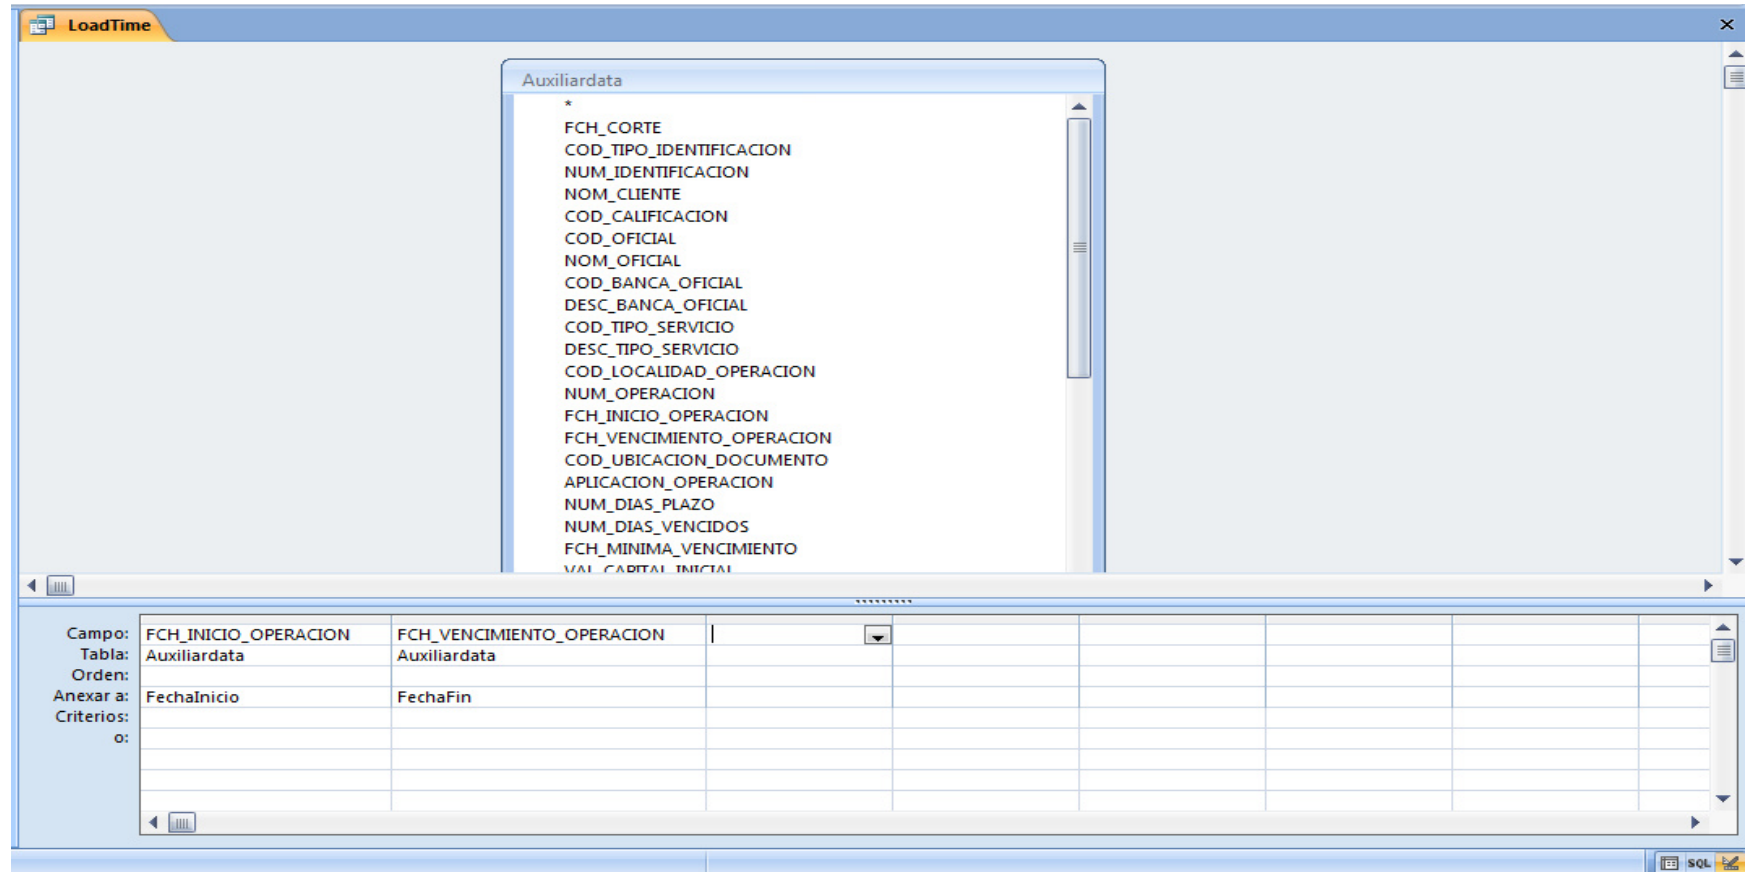 LoadTime
Auxiliardata
*
FCH_CORTE
COD_TIPO_IDENTIFICACION
NUM_IDENTIFICACION
NOM_CLIENTE
COD_CALIFICACION
COD_OFICIAL
NOM_OFICIAL
COD_BANCA_OFICIAL
DESC_BANCA_OFICIAL
COD_TIPO_SERVICIO
DESC_TIPO_SERVICIO
COD_LOCALIDAD_OPERACION
NUM_OPERACION
FCH_INICIO_OPERACION
FCH_VENCIMIENTO_OPERACION
COD_UBICACION_DOCUMENTO
APLICACION_OPERACION
NUM_DIAS_PLAZO
NUM_DIAS_VENCIDOS
FCH_MINIMA_VENCIMIENTO
VAL_CAPITAL_INICIAL
Campo: FCH_INICIO_OPERACION FCH_VENCIMIENTO_OPERACION
Tabla: Auxiliardata Auxiliardata
Orden:
Anexar a: FechaInicio FechaFin
Criterios:
o:
SQL